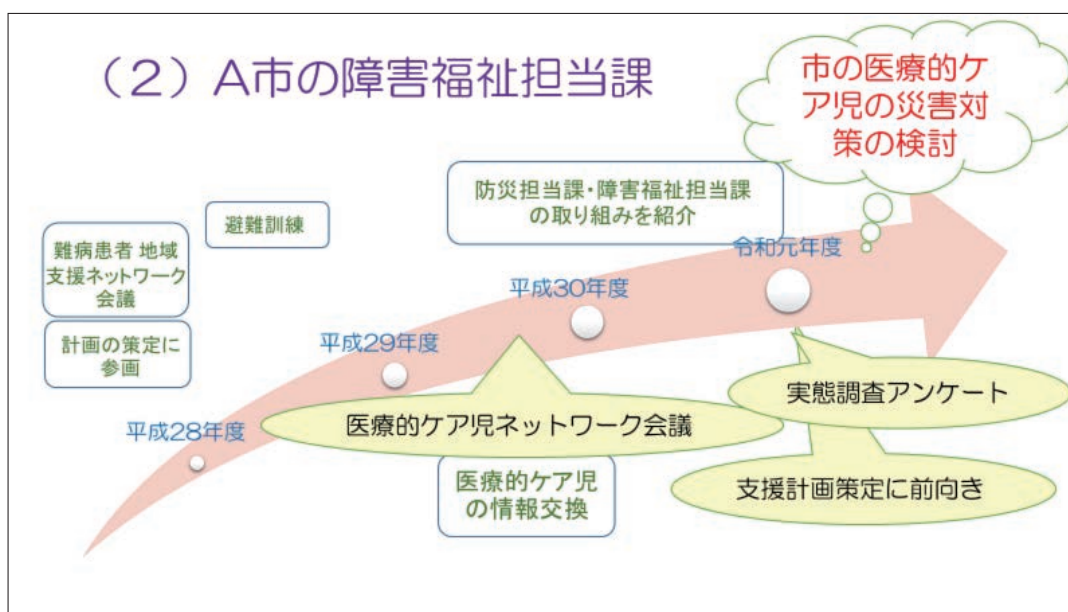 （2）A市の障害福祉担当課
市の医療的ケ
ア児の災害対
策の検討
防災担当課・障害福祉担当課
の取り組みを紹介
避難訓練
難病患者 地域
支援ネットワーク
会議
計画の策定に
参画
令和元年度
平成30年度
平成29年度
平成28年度
医療的ケア児ネットワーク会議
実態調査アンケート
医療的ケア児
の情報交換
支援計画策定に前向き